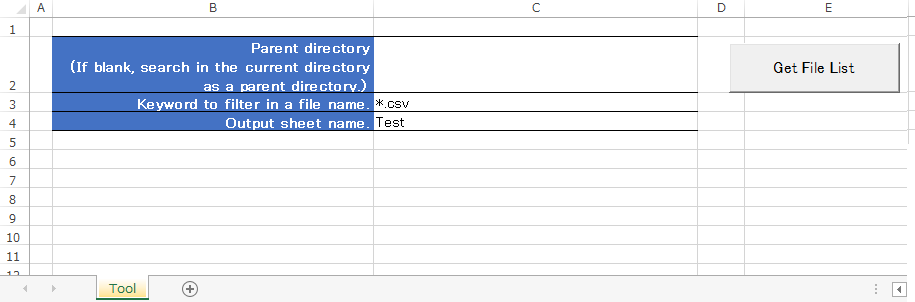 A B C D E
1
Parent directory
(If blank, search in the current directory
2 as a parent directory.)
Get File List
3 Keyword to filter in a file name. *.csv
4 Output sheet name. Test
5
6
7
8
9
10
11
12
Tool